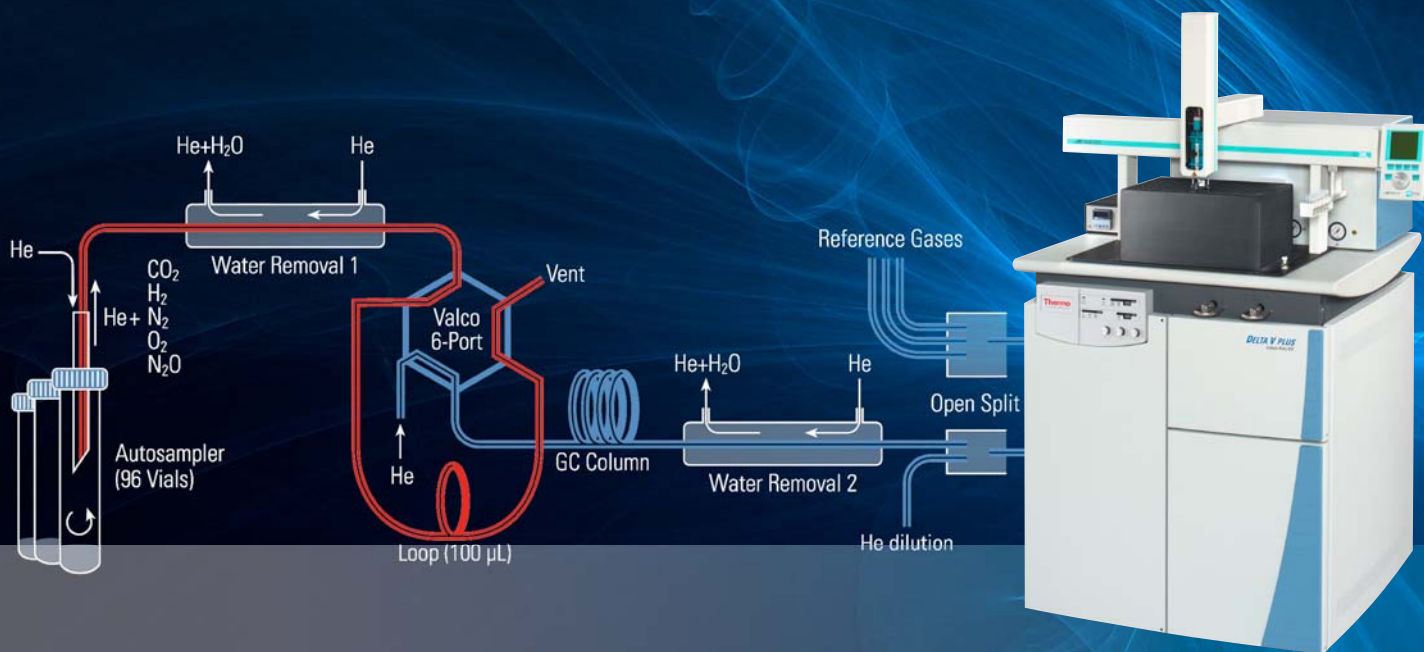 He+H₂O
He
He
Water Removal 1
CO₂
H₂
He+ N₂
O₂
N₂O
Valco
6-Port
Vent
Autosampler
(96 Vials)
He
Loop (100 µL)
GC Column
He+H₂O
He
Water Removal 2
Reference Gases
Open Split
He dilution
Thermo
DELTA V PLUS